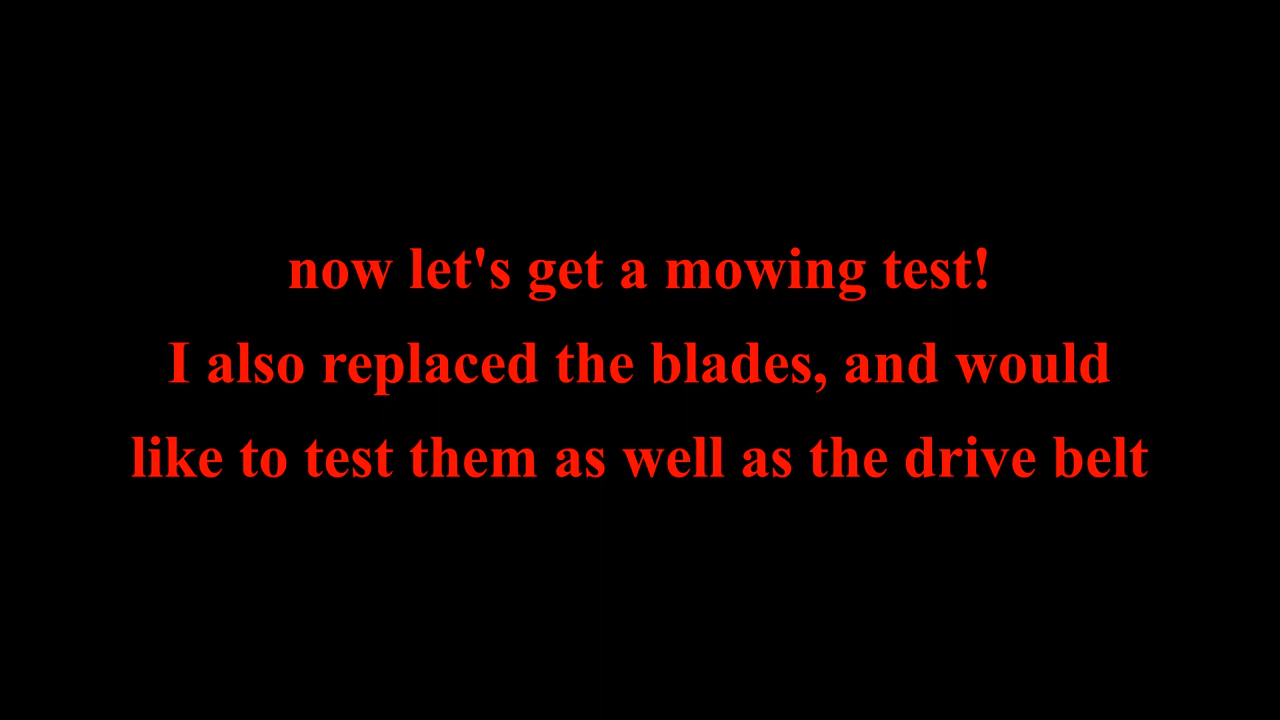 now let's get a mowing test!
I also replaced the blades, and would
like to test them as well as the drive belt